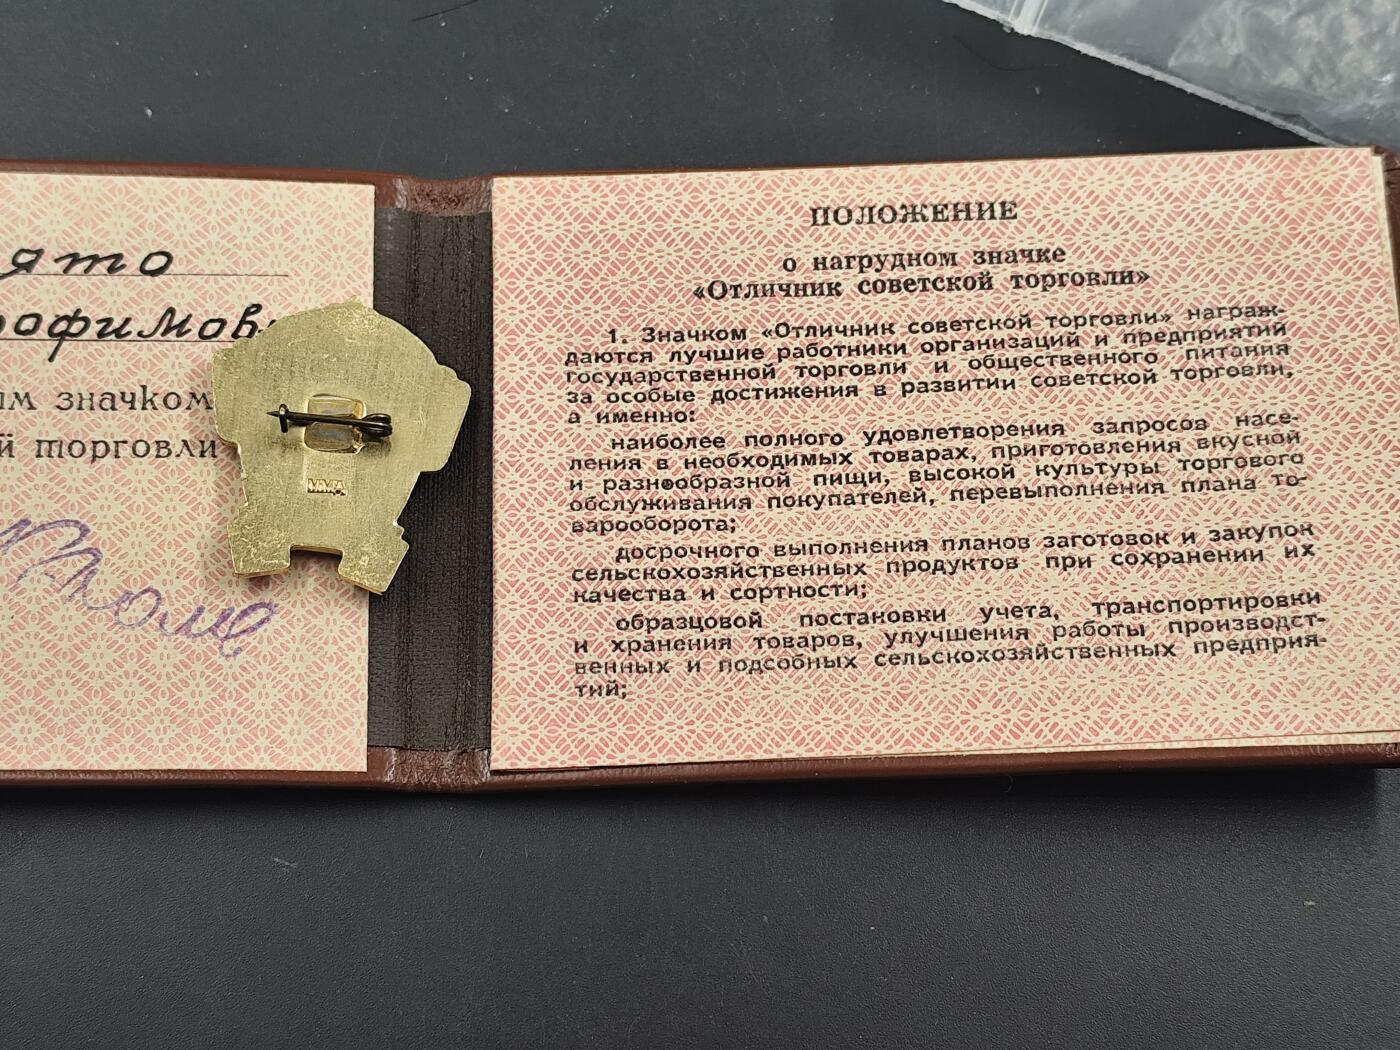 ято
рофимов
ым значком
й торговли
ММД
ПОЛОЖЕНИЕ
о нагрудном значке
«Отличник советской торговли»
1. Значком «Отличник советской торговли» награж-
даются лучшие работники организаций и предприятий
государственной торговли и общественного питания
за особые достижения в развитии советской торговли,
а именно:
наиболее полного удовлетворения запросов насе-
ления в необходимых товарах, приготовления вкусной
и разнообразной пищи, высокой культуры торгового
обслуживания покупателей, перевыполнения плана то-
варооборота;
досрочного выполнения планов заготовок и закупок
сельскохозяйственных продуктов при сохранении их
качества и сортности;
образцовой постановки учета, транспортировки
и хранения товаров, улучшения работы производст-
венных и подсобных сельскохозяйственных предприя-
тий;